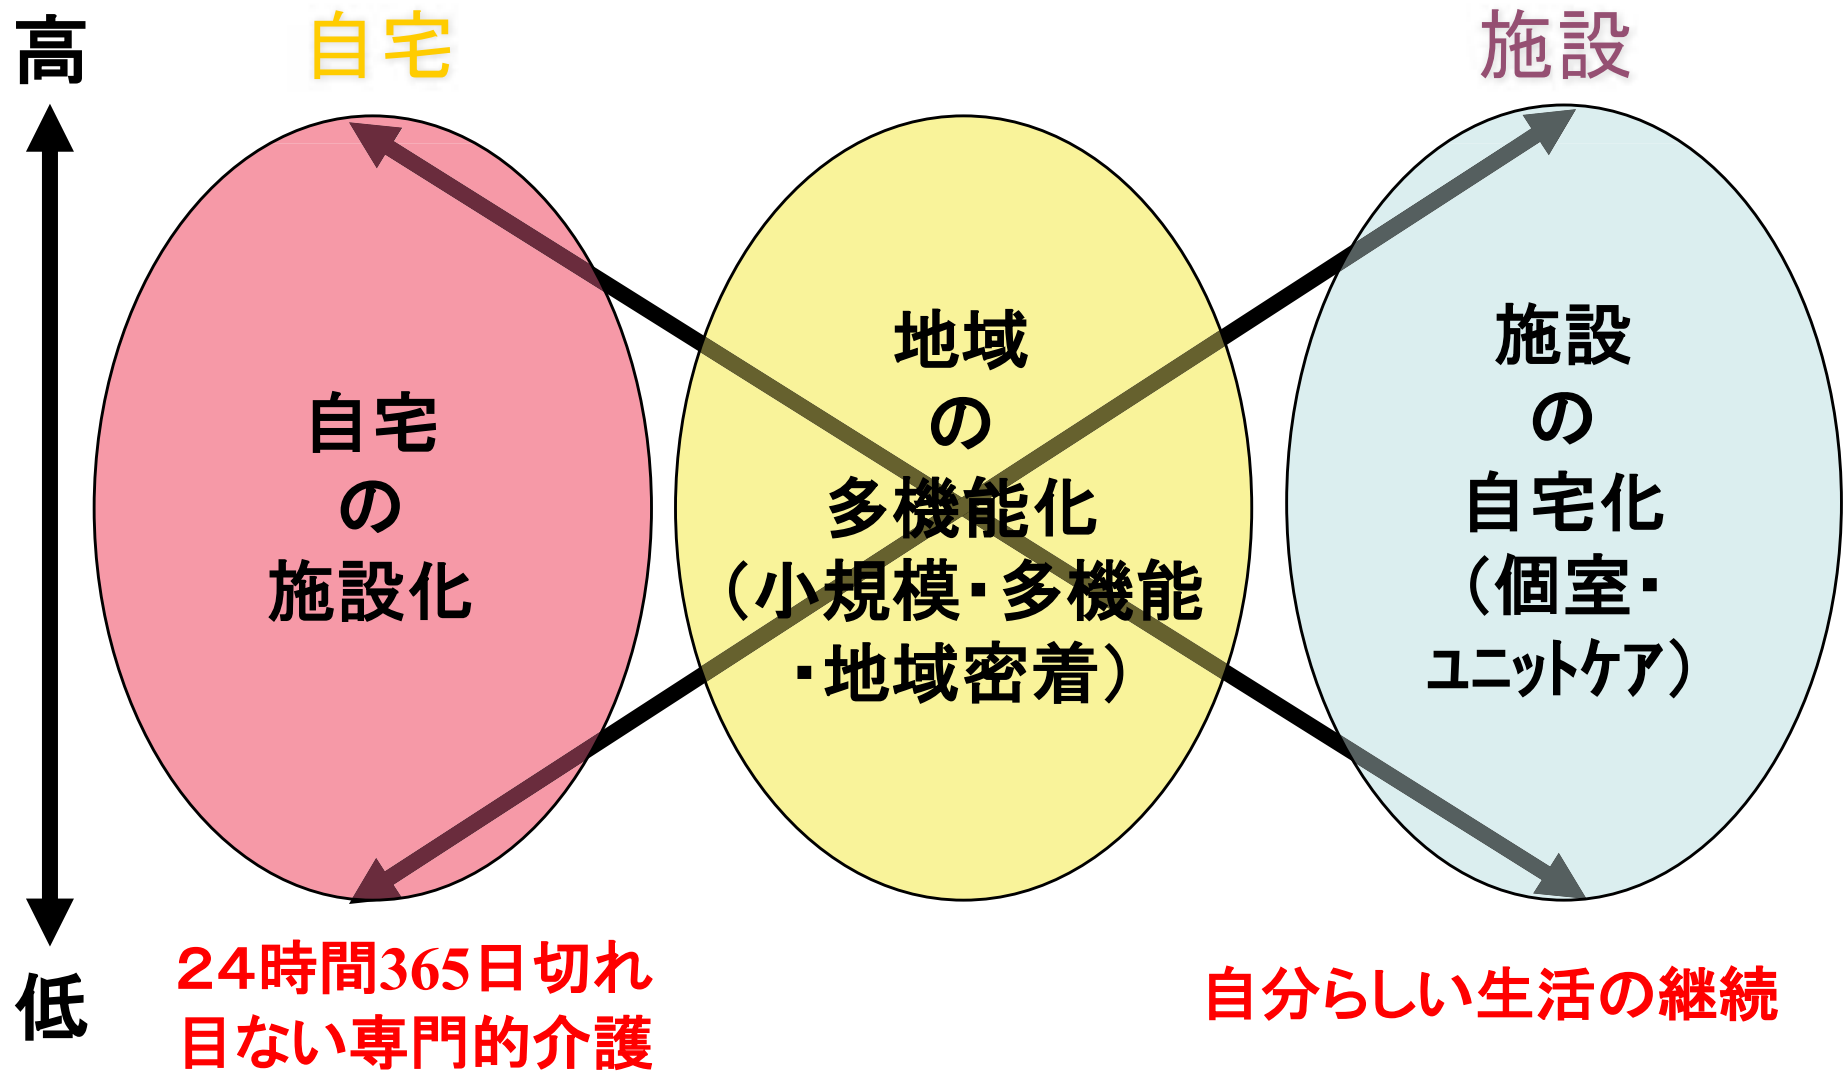 高
自宅
施設
自宅
の
施設化
地域
の
多機能化
（小規模・多機能
・地域密着）
施設
の
自宅化
（個室・
ユニットケア）
低
２４時間365日切れ
目ない専門的介護
自分らしい生活の継続